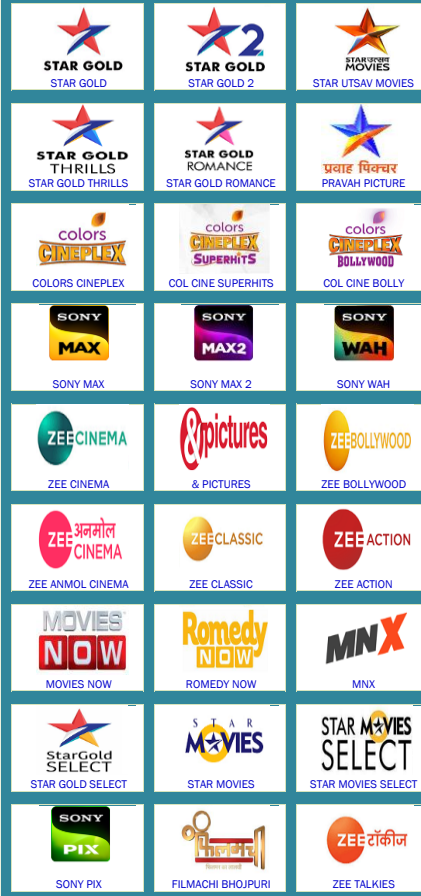 STAR GOLD
STAR GOLD
STAR GOLD 2
STAR GOLD 2
STAR उत्सव
MOVIES
STAR UTSAV MOVIES
STAR GOLD
THRILLS
STAR GOLD THRILLS
STAR GOLD
ROMANCE
STAR GOLD ROMANCE
प्रवाह पिक्चर
PRAVAH PICTURE
colors
CINEPLEX
COLORS CINEPLEX
colors
CINEPLEX
SUPERHITS
COL CINE SUPERHITS
colors
CINEPLEX
BOLLYWOOD
COL CINE BOLLY
SONY
MAX
SONY MAX
SONY
MAX2
SONY MAX 2
SONY
WAH
SONY WAH
ZEE CINEMA
ZEE CINEMA
&pictures
& PICTURES
ZEE BOLLYWOOD
ZEE BOLLYWOOD
ZEE अनमोल
CINEMA
ZEE ANMOL CINEMA
ZEE CLASSIC
ZEE CLASSIC
ZEE ACTION
ZEE ACTION
MOVIES
NOW
MOVIES NOW
Romedy
NOW
ROMEDY NOW
MNX
MNX
StarGold
SELECT
STAR GOLD SELECT
STAR
MOVIES
STAR MOVIES
STAR MOVIES
SELECT
STAR MOVIES SELECT
SONY
PIX
SONY PIX
FILMACHI BHOJPURI
ZEE टॉकीज
ZEE TALKIES